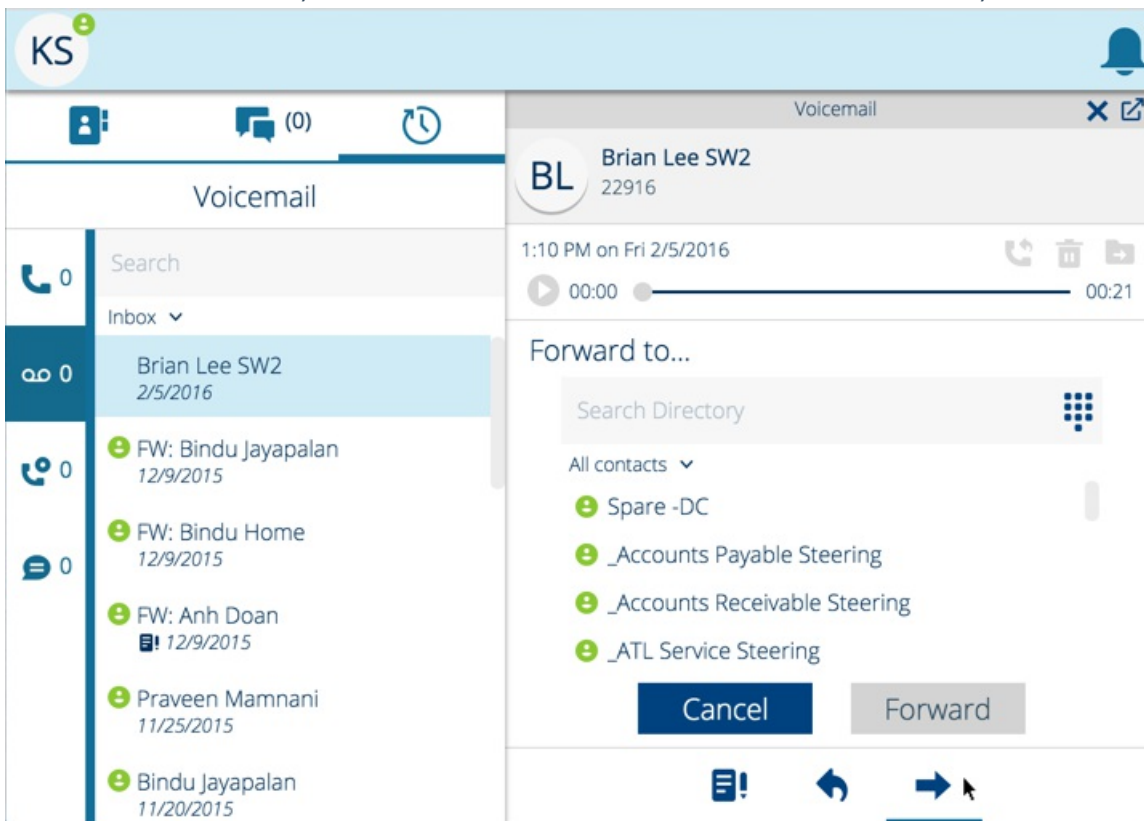 KS
(0)
Voicemail
0
0
0
0
Search
Inbox
Brian Lee SW2
2/5/2016
FW: Bindu Jayapalan
12/9/2015
FW: Bindu Home
12/9/2015
FW: Anh Doan
12/9/2015
Praveen Mamnani
11/25/2015
Bindu Jayapalan
11/20/2015
Voicemail
BL
Brian Lee SW2
22916
1:10 PM on Fri 2/5/2016
00:00 00:21
Forward to...
Search Directory
All contacts
Spare -DC
_Accounts Payable Steering
_Accounts Receivable Steering
_ATL Service Steering
Cancel Forward